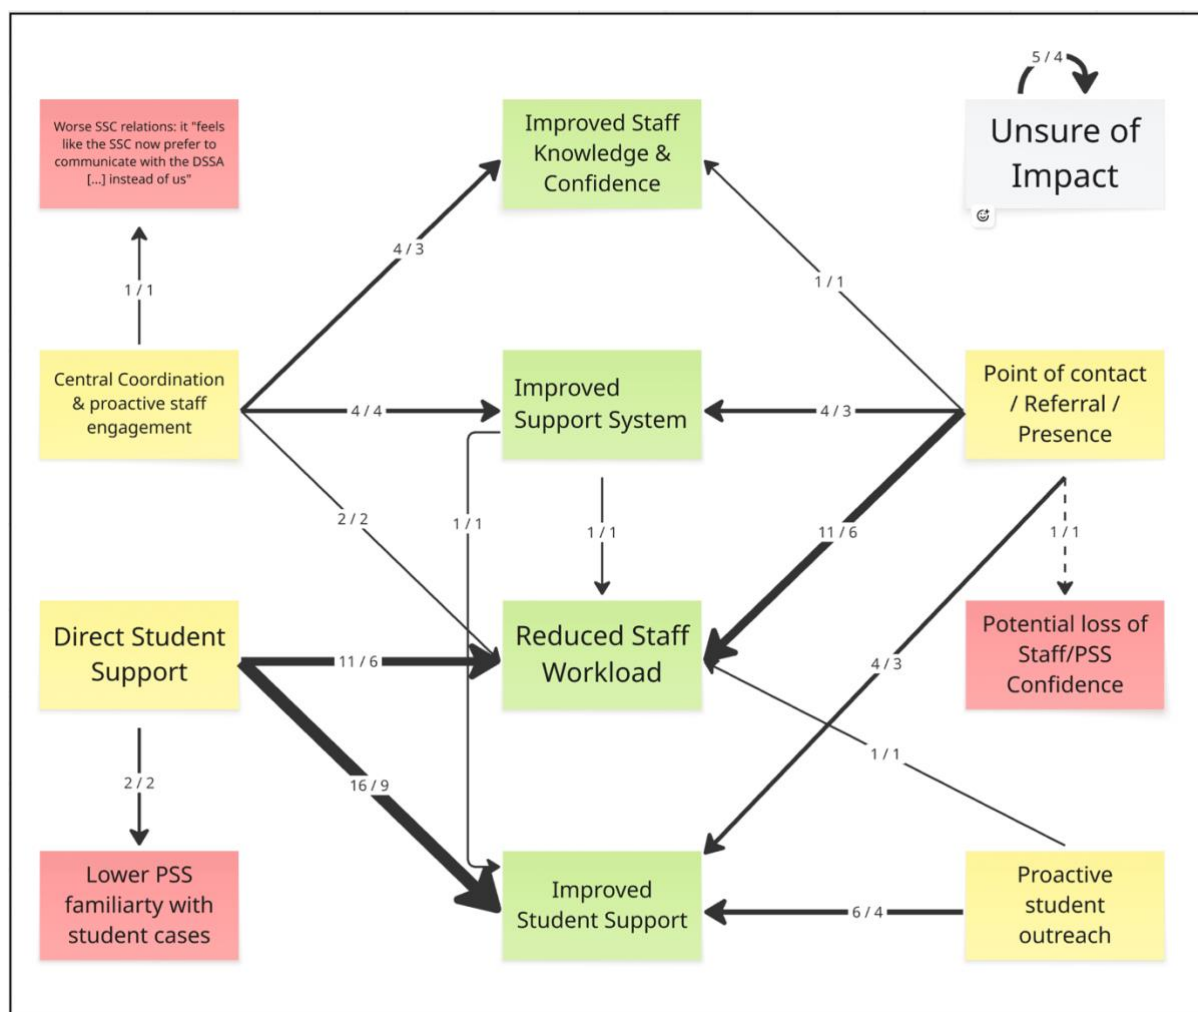 5 / 4
Worse SSC relations: it "feels
like the SSC now prefer to
communicate with the DSSA
[...] instead of us"
Improved Staff
Knowledge &
Confidence
Unsure of
Impact
4 / 3
1 / 1
1 / 1
Central Coordination
& proactive staff
engagement
4 / 4
Improved
Support System
4 / 3
Point of contact
/ Referral /
Presence
2 / 2
1 / 1
1 / 1
11 / 6
1 / 1
Direct Student
Support
11 / 6
Reduced Staff
Workload
Potential loss of
Staff/PSS
Confidence
4 / 3
2 / 2
16 / 9
1 / 1
Lower PSS
familiarty with
student cases
Improved
Student Support
6 / 4
Proactive
student
outreach